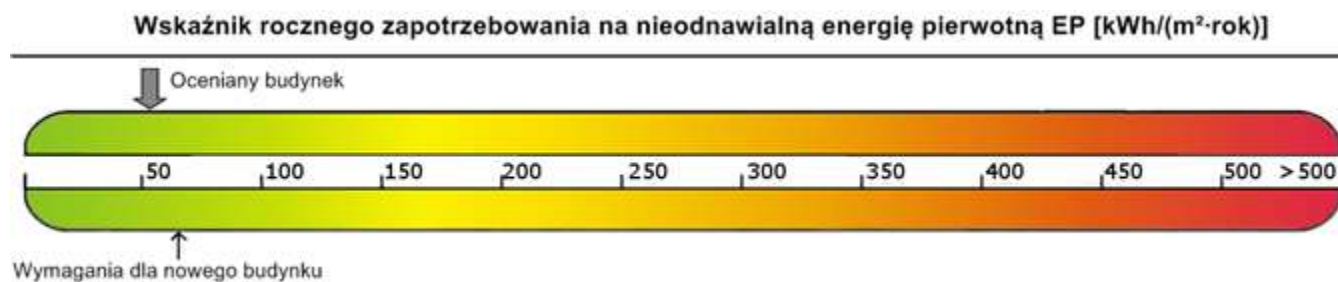 Wskaźnik rocznego zapotrzebowania na nieodnawialną energię pierwotną EP [kWh/(m²·rok)]
Oceniany budynek
50 100 150 200 250 300 350 400 450 500 >500
Wymagania dla nowego budynku